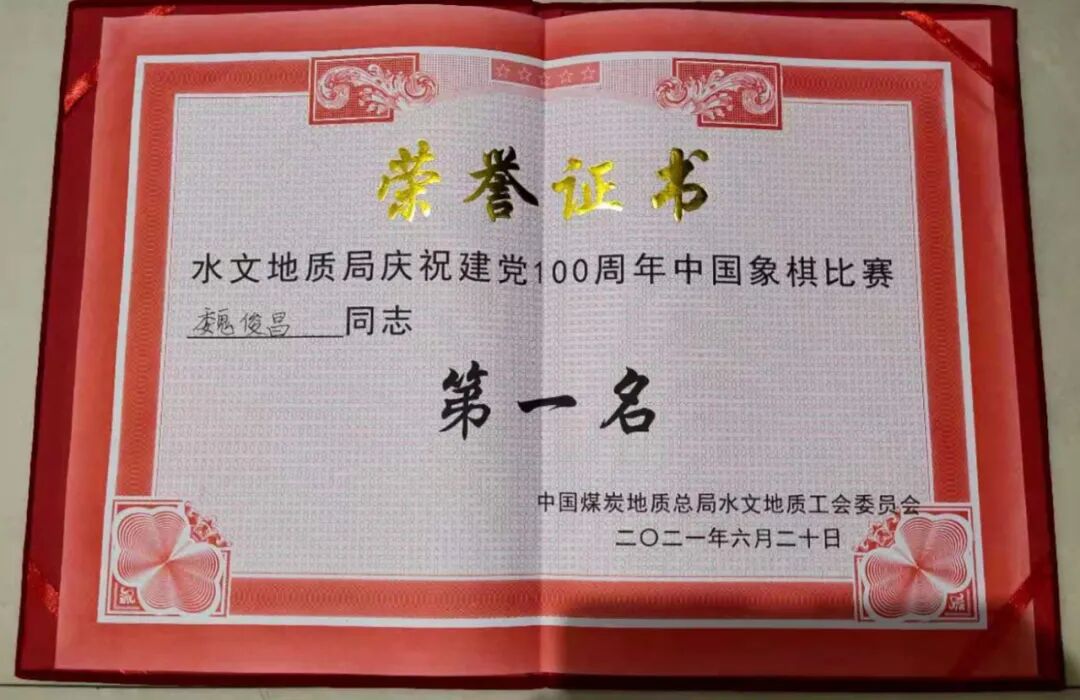 荣誉证书
水文地质局庆祝建党100周年中国象棋比赛
魏俊昌 同志
第一名
中国煤炭地质总局水文地质工会委员会
二〇二一年六月二十日